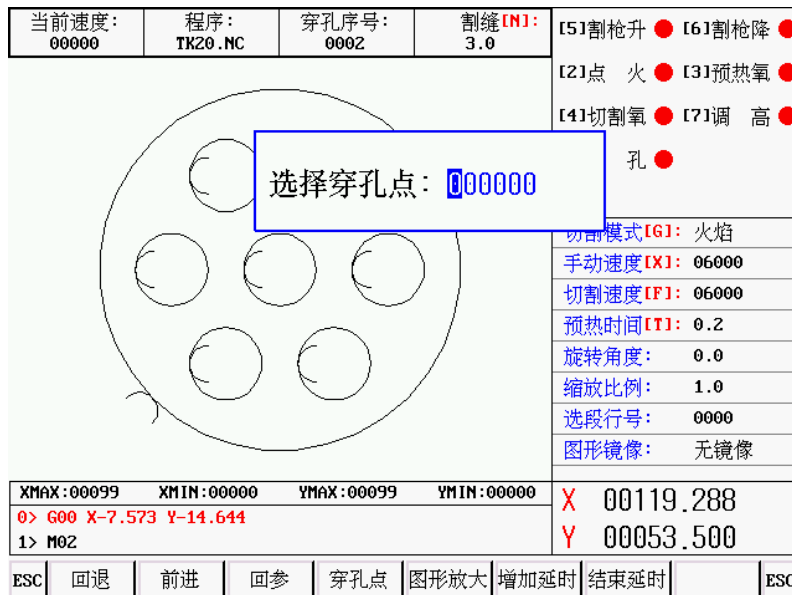 当前速度: 程序: 穿孔序号: 割缝[N]:
00000 TK20.NC 0002 3.0
[5]割枪升 [6]割枪降
[2]点 火 [3]预热氧
[4]切割氧 [7]调 高
孔
选择穿孔点: 000000
切割模式[G]: 火焰
手动速度[X]: 06000
切割速度[F]: 06000
预热时间[T]: 0.2
旋转角度: 0.0
缩放比例: 1.0
选段行号: 0000
图形镜像: 无镜像
XMAX:00099 XMIN:00000 YMAX:00099 YMIN:00000
0> G00 X-7.573 Y-14.644
1> M02
X 00119.288
Y 00053.500
ESC 回退 前进 回参 穿孔点 图形放大 增加延时 结束延时 ESC